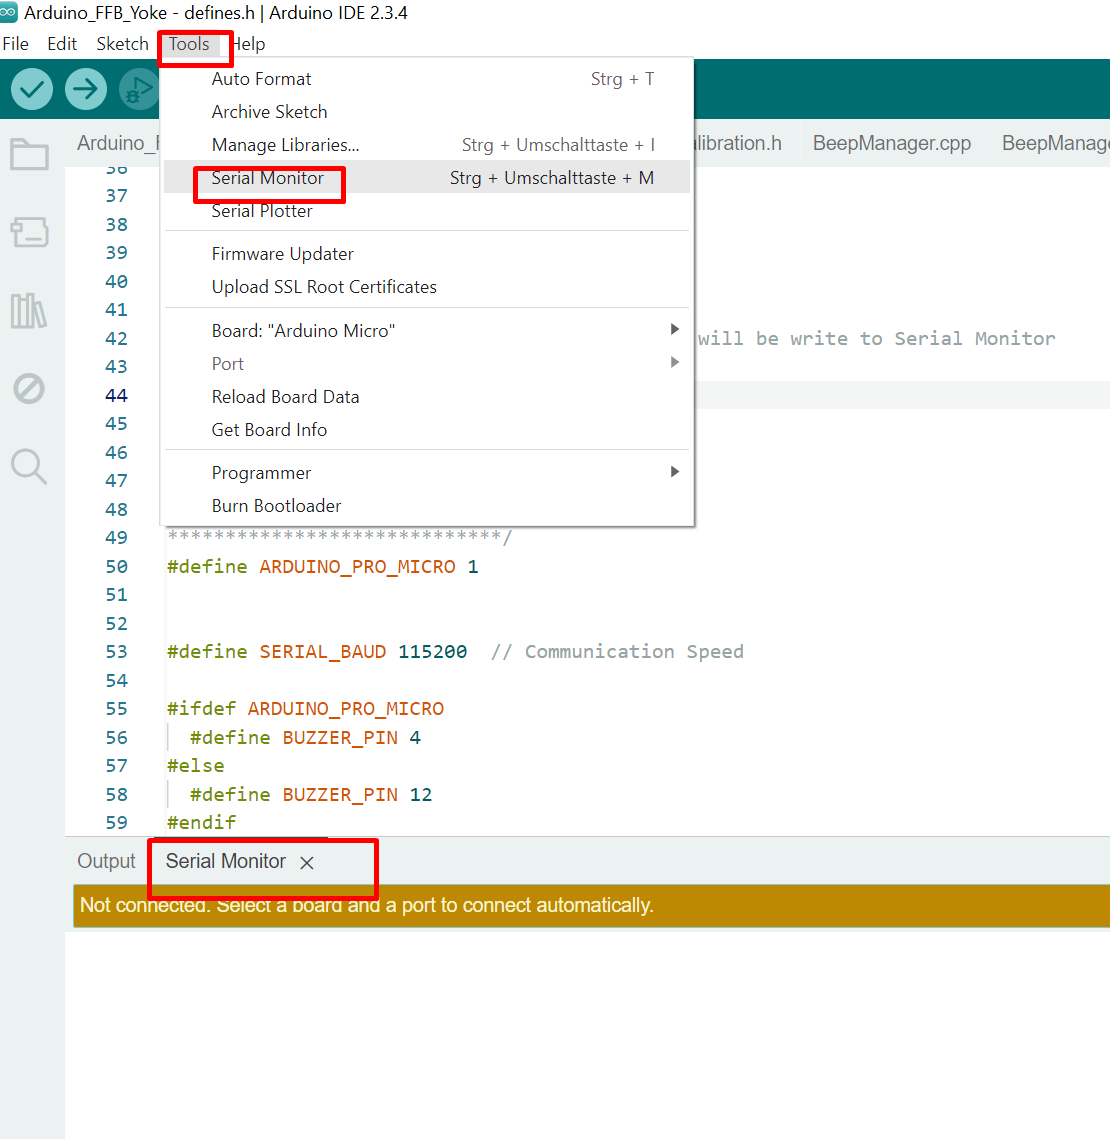 Arduino_FFB_Yoke - defines.h | Arduino IDE 2.3.4
File Edit Sketch Tools Help
Auto Format Strg + T
Archive Sketch
Manage Libraries... Strg + Umschalttaste + I
Serial Monitor Strg + Umschalttaste + M
Serial Plotter
Firmware Updater
Upload SSL Root Certificates
Board: "Arduino Micro"
Port
Reload Board Data
Get Board Info
Programmer
Burn Bootloader
Arduino_F libration.h BeepManager.cpp BeepManage
36
37
38
39
40
41
42 will be write to Serial Monitor
43
44
45
46
47
48
49 *****************************/
50 #define ARDUINO_PRO_MICRO 1
51
52
53 #define SERIAL_BAUD 115200 // Communication Speed
54
55 #ifdef ARDUINO_PRO_MICRO
56 #define BUZZER_PIN 4
57 #else
58 #define BUZZER_PIN 12
59 #endif
Output Serial Monitor
Not connected. Select a board and a port to connect automatically.